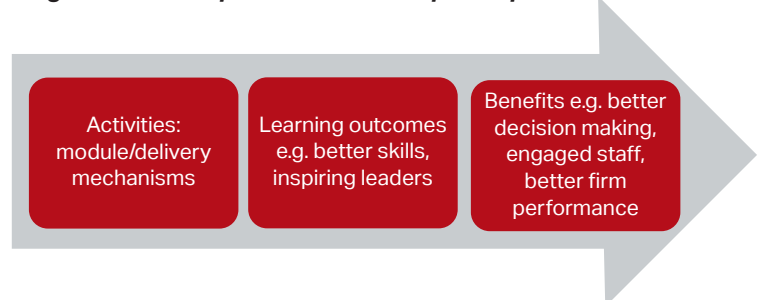 Activities:
module/delivery
mechanisms
Learning outcomes
e.g. better skills,
inspiring leaders
Benefits e.g. better
decision making,
engaged staff,
better firm
performance